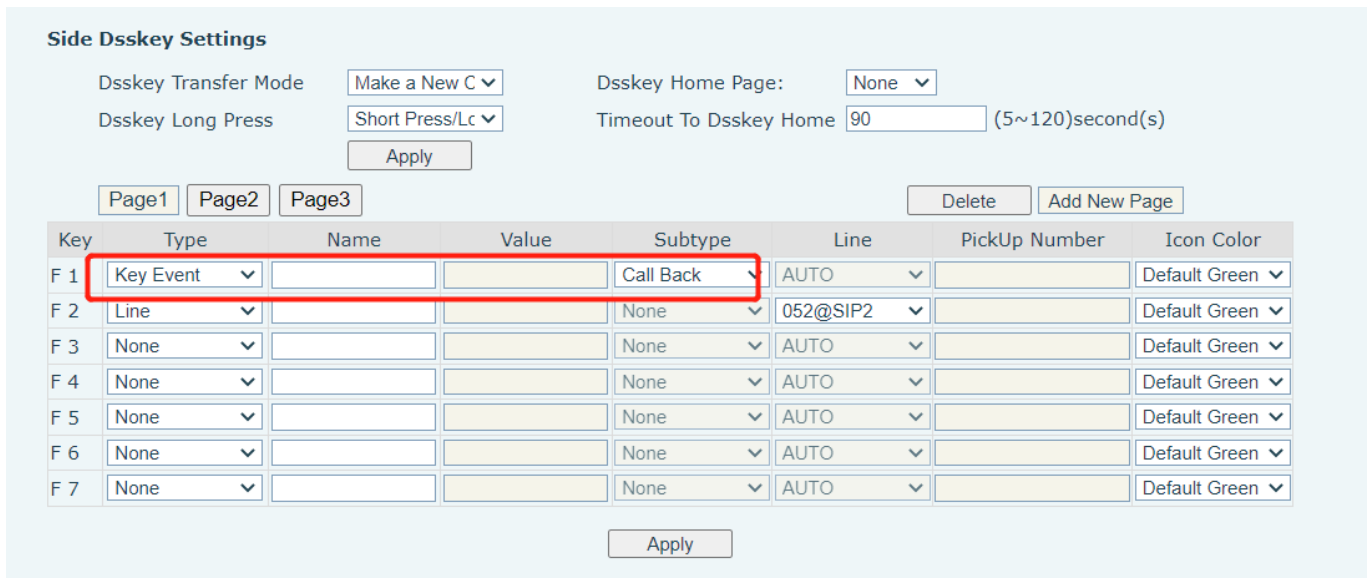 Side Dsskey Settings
Dsskey Transfer Mode Make a New C Dsskey Home Page: None
Dsskey Long Press Short Press/Lo Timeout To Dsskey Home 90 (5~120)second(s)
Apply
Page1 Page2 Page3 Delete Add New Page
Key Type Name Value Subtype Line PickUp Number Icon Color
F 1 Key Event Call Back AUTO Default Green
F 2 Line None 052@SIP2 Default Green
F 3 None None AUTO Default Green
F 4 None None AUTO Default Green
F 5 None None AUTO Default Green
F 6 None None AUTO Default Green
F 7 None None AUTO Default Green
Apply